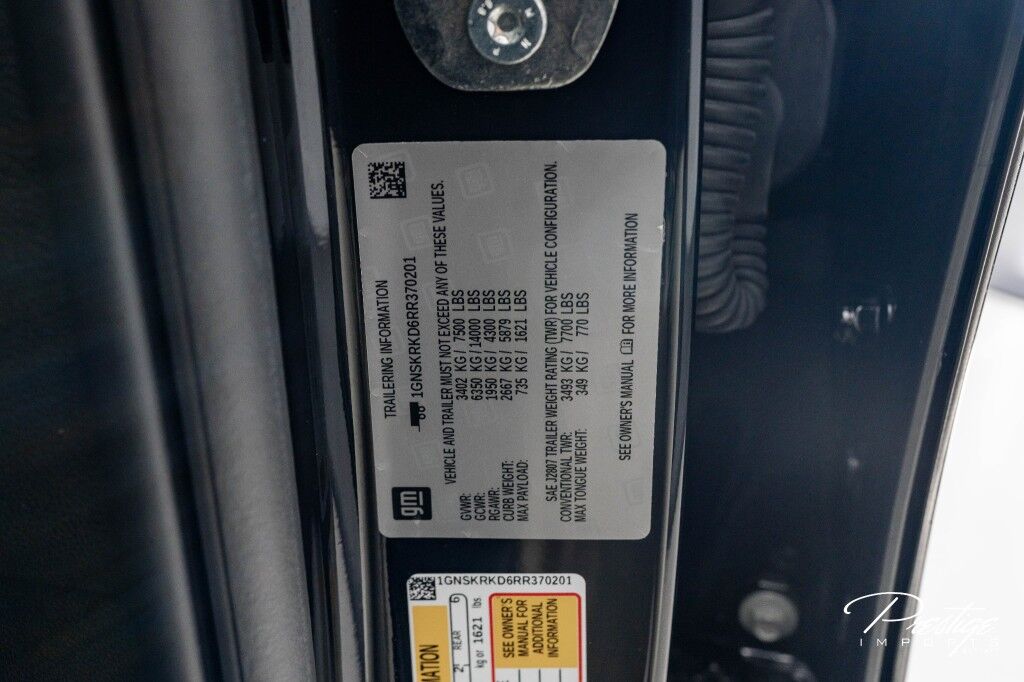 TRAILERING INFORMATION
1GNSKRKD6RR370201
VEHICLE AND TRAILER MUST NOT EXCEED ANY OF THESE VALUES.
GVWR: 3402 KG / 7500 LBS
GCWR: 6350 KG / 14000 LBS
RGAWR: 1950 KG / 4300 LBS
CURB WEIGHT: 2667 KG / 5879 LBS
MAX PAYLOAD: 735 KG / 1621 LBS
SAE J2807 TRAILER WEIGHT RATING (TWR) FOR VEHICLE CONFIGURATION.
CONVENTIONAL TWR: 3493 KG / 7700 LBS
MAX TONGUE WEIGHT: 349 KG / 770 LBS
SEE OWNER'S MANUAL FOR MORE INFORMATION
gm
1GNSKRKD6RR370201
REAR
kg or 1621 lbs
SEE OWNER'S
MANUAL FOR
ADDITIONAL
INFORMATION
Prestige
IMPORTS